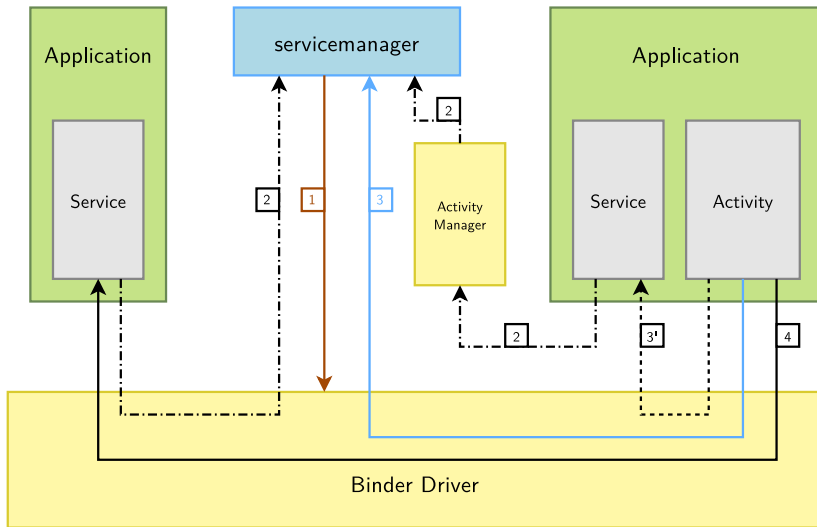 Application
servicemanager
Application
2
Service
2
1
3
Activity
Manager
Service
Activity
2
3'
4
Binder Driver